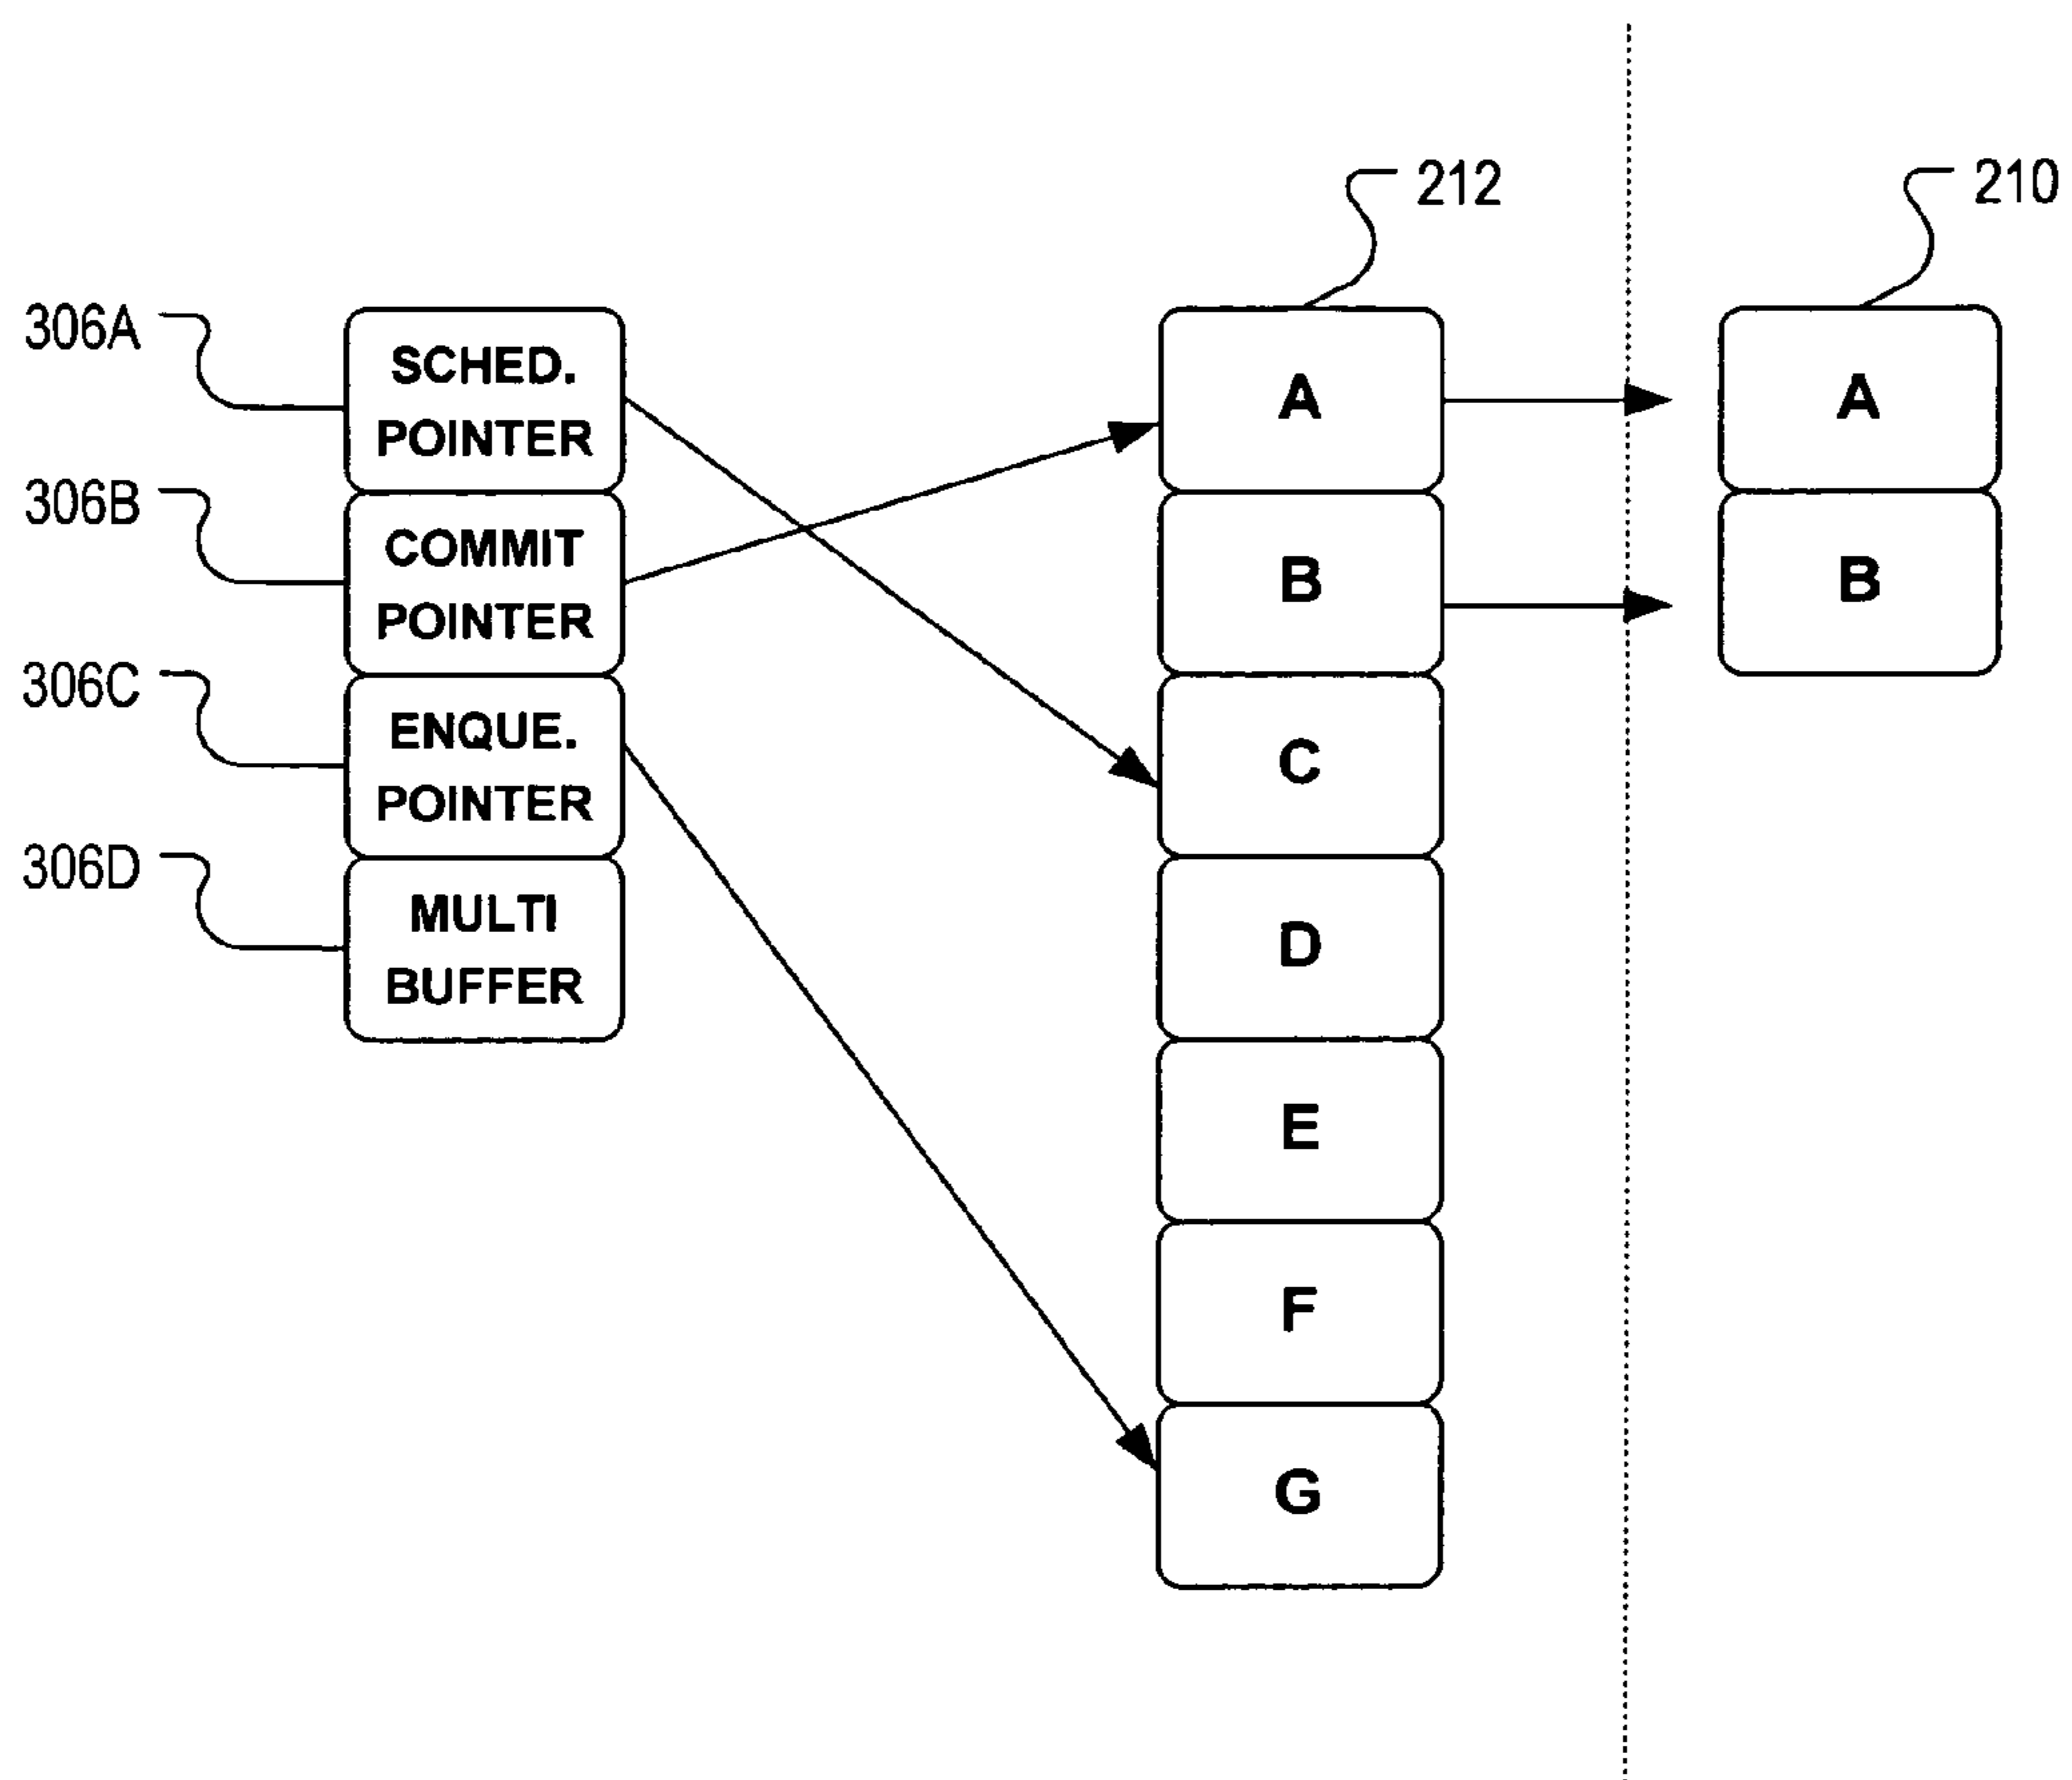 212
210
306A
SCHED.
POINTER
306B
COMMIT
POINTER
306C
ENQUE.
POINTER
306D
MULTI
BUFFER
A
B
C
D
E
F
G
A
B